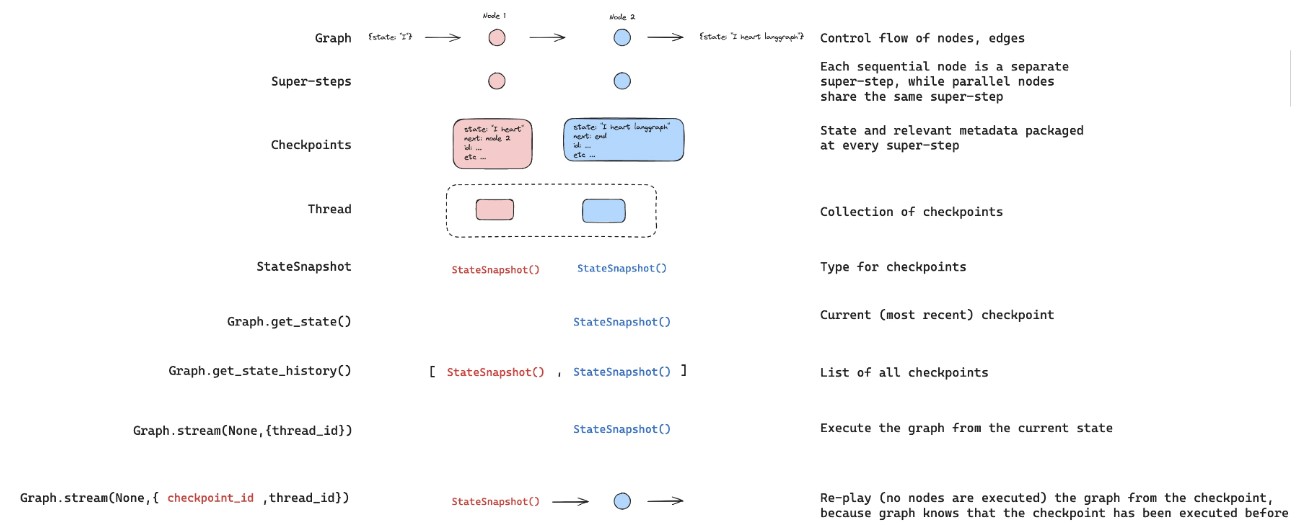 Node 1
Node 2
Graph
{state: "I"}
{state: "I heart langgraph"}
Control flow of nodes, edges
Super-steps
Each sequential node is a separate
super-step, while parallel nodes
share the same super-step
Checkpoints
state: "I heart"
next: node 2
id: ...
etc ...
state: "I heart langgraph"
next: end
id: ...
etc ...
State and relevant metadata packaged
at every super-step
Thread
Collection of checkpoints
StateSnapshot
StateSnapshot()
StateSnapshot()
Type for checkpoints
Graph.get_state()
StateSnapshot()
Current (most recent) checkpoint
Graph.get_state_history()
[ StateSnapshot() , StateSnapshot() ]
List of all checkpoints
Graph.stream(None,{thread_id})
StateSnapshot()
Execute the graph from the current state
Graph.stream(None,{ checkpoint_id ,thread_id})
StateSnapshot()
Re-play (no nodes are executed) the graph from the checkpoint,
because graph knows that the checkpoint has been executed before